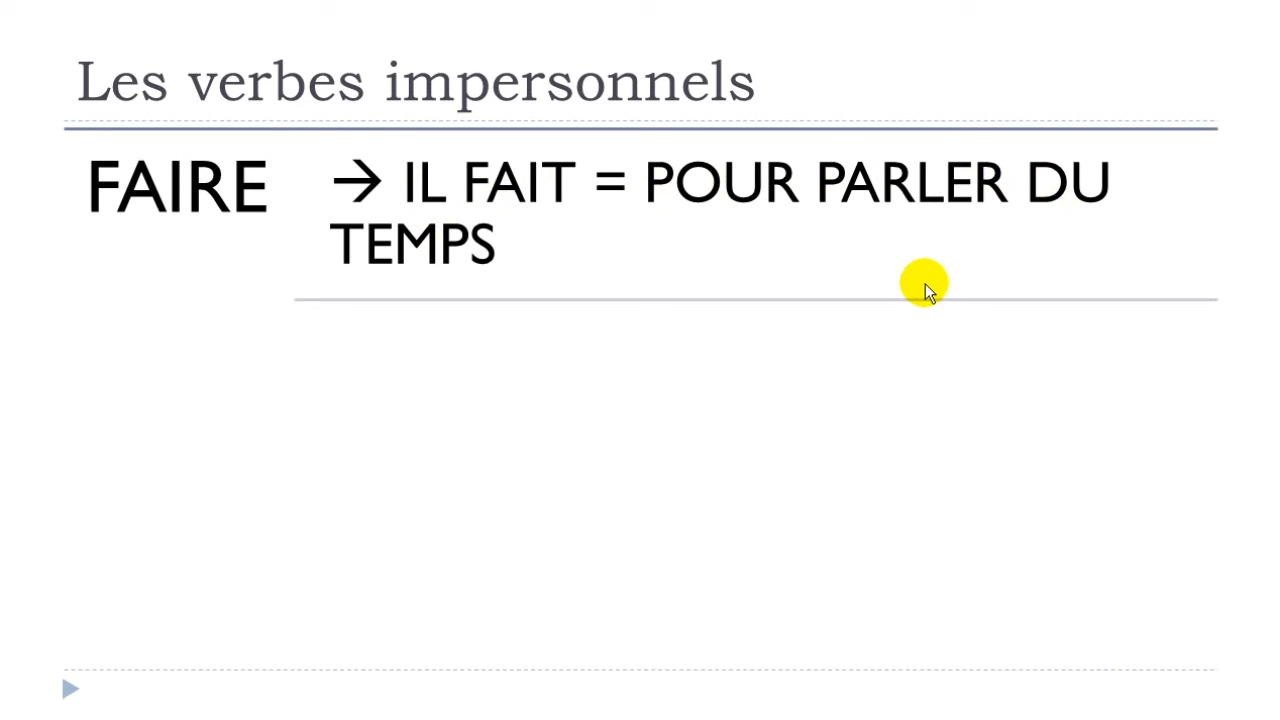 Les verbes impersonnels
FAIRE
→ IL FAIT = POUR PARLER DU
TEMPS